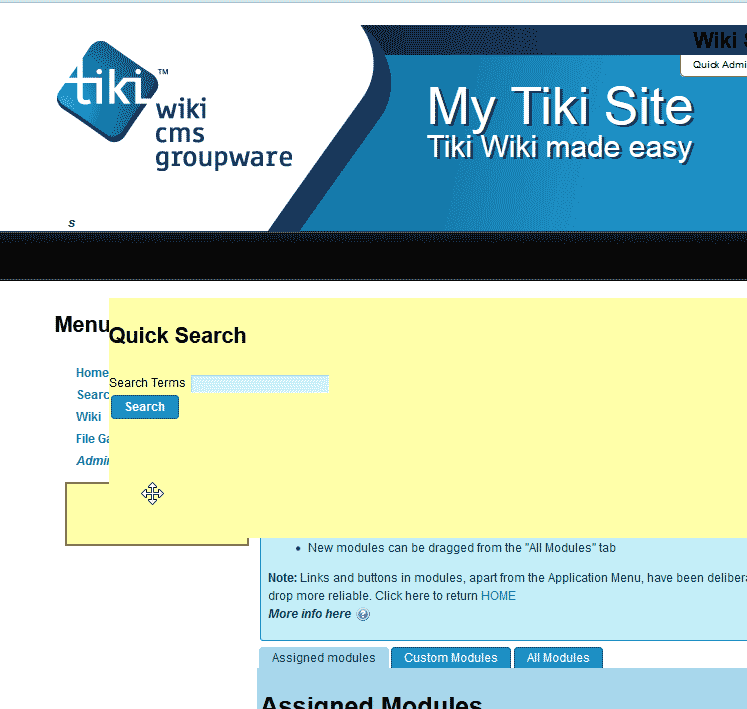 Wiki
Quick Admi
tiki™
wiki
cms
groupware
My Tiki Site
Tiki Wiki made easy
s
Menu
Quick Search
Home
Search Terms
Searc
Search
Wiki
File Ga
Admi
• New modules can be dragged from the "All Modules" tab
Note: Links and buttons in modules, apart from the Application Menu, have been delibera
drop more reliable. Click here to return HOME
More info here
Assigned modules Custom Modules All Modules
Assigned Modules